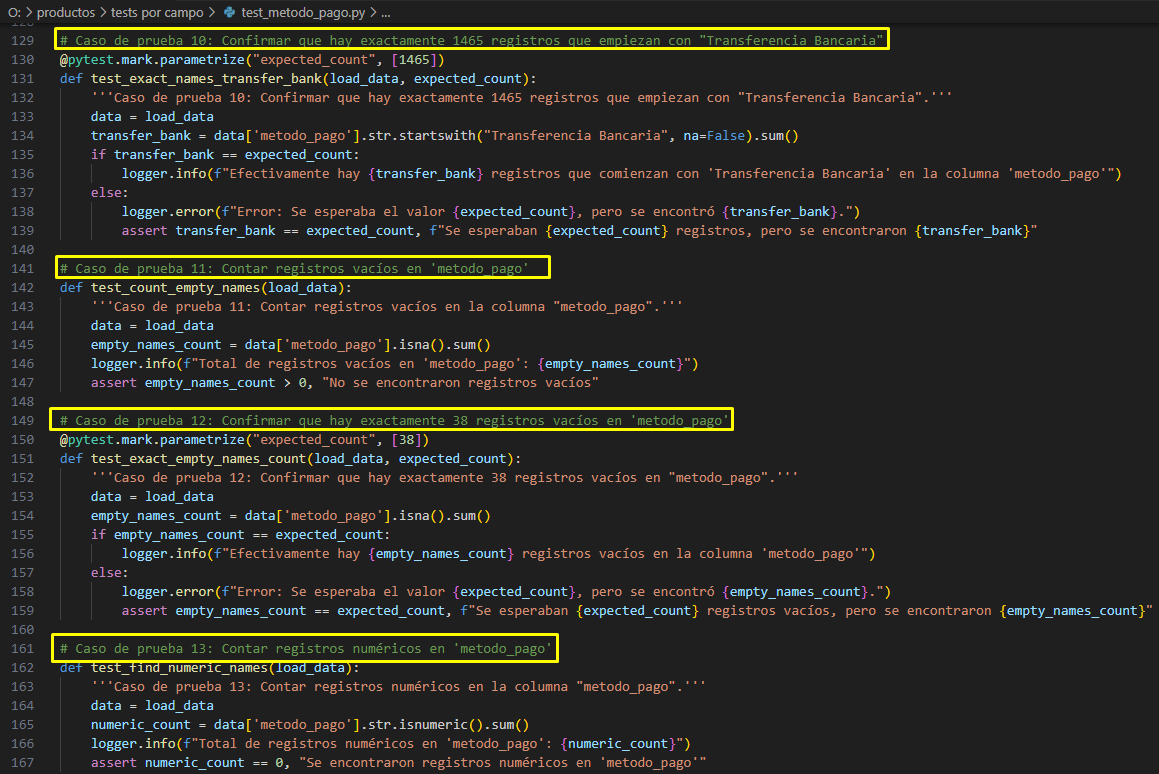 O: > productos > tests por campo > test_metodo_pago.py > ...
129 # Caso de prueba 10: Confirmar que hay exactamente 1465 registros que empiezan con "Transferencia Bancaria"
130 @pytest.mark.parametrize("expected_count", [1465])
131 def test_exact_names_transfer_bank(load_data, expected_count):
132 '''Caso de prueba 10: Confirmar que hay exactamente 1465 registros que empiezan con "Transferencia Bancaria".'''
133 data = load_data
134 transfer_bank = data['metodo_pago'].str.startswith("Transferencia Bancaria", na=False).sum()
135 if transfer_bank == expected_count:
136 logger.info(f"Efectivamente hay {transfer_bank} registros que comienzan con 'Transferencia Bancaria' en la columna 'metodo_pago'")
137 else:
138 logger.error(f"Error: Se esperaba el valor {expected_count}, pero se encontró {transfer_bank}.")
139 assert transfer_bank == expected_count, f"Se esperaban {expected_count} registros, pero se encontraron {transfer_bank}"
140
141 # Caso de prueba 11: Contar registros vacíos en 'metodo_pago'
142 def test_count_empty_names(load_data):
143 '''Caso de prueba 11: Contar registros vacíos en la columna "metodo_pago".'''
144 data = load_data
145 empty_names_count = data['metodo_pago'].isna().sum()
146 logger.info(f"Total de registros vacíos en 'metodo_pago': {empty_names_count}")
147 assert empty_names_count > 0, "No se encontraron registros vacíos"
148
149 # Caso de prueba 12: Confirmar que hay exactamente 38 registros vacíos en 'metodo_pago'
150 @pytest.mark.parametrize("expected_count", [38])
151 def test_exact_empty_names_count(load_data, expected_count):
152 '''Caso de prueba 12: Confirmar que hay exactamente 38 registros vacíos en "metodo_pago".'''
153 data = load_data
154 empty_names_count = data['metodo_pago'].isna().sum()
155 if empty_names_count == expected_count:
156 logger.info(f"Efectivamente hay {empty_names_count} registros vacíos en la columna 'metodo_pago'")
157 else:
158 logger.error(f"Error: Se esperaba el valor {expected_count}, pero se encontró {empty_names_count}.")
159 assert empty_names_count == expected_count, f"Se esperaban {expected_count} registros vacíos, pero se encontraron {empty_names_count}"
160
161 # Caso de prueba 13: Contar registros numéricos en 'metodo_pago'
162 def test_find_numeric_names(load_data):
163 '''Caso de prueba 13: Contar registros numéricos en la columna "metodo_pago".'''
164 data = load_data
165 numeric_count = data['metodo_pago'].str.isnumeric().sum()
166 logger.info(f"Total de registros numéricos en 'metodo_pago': {numeric_count}")
167 assert numeric_count == 0, "Se encontraron registros numéricos en 'metodo_pago'"